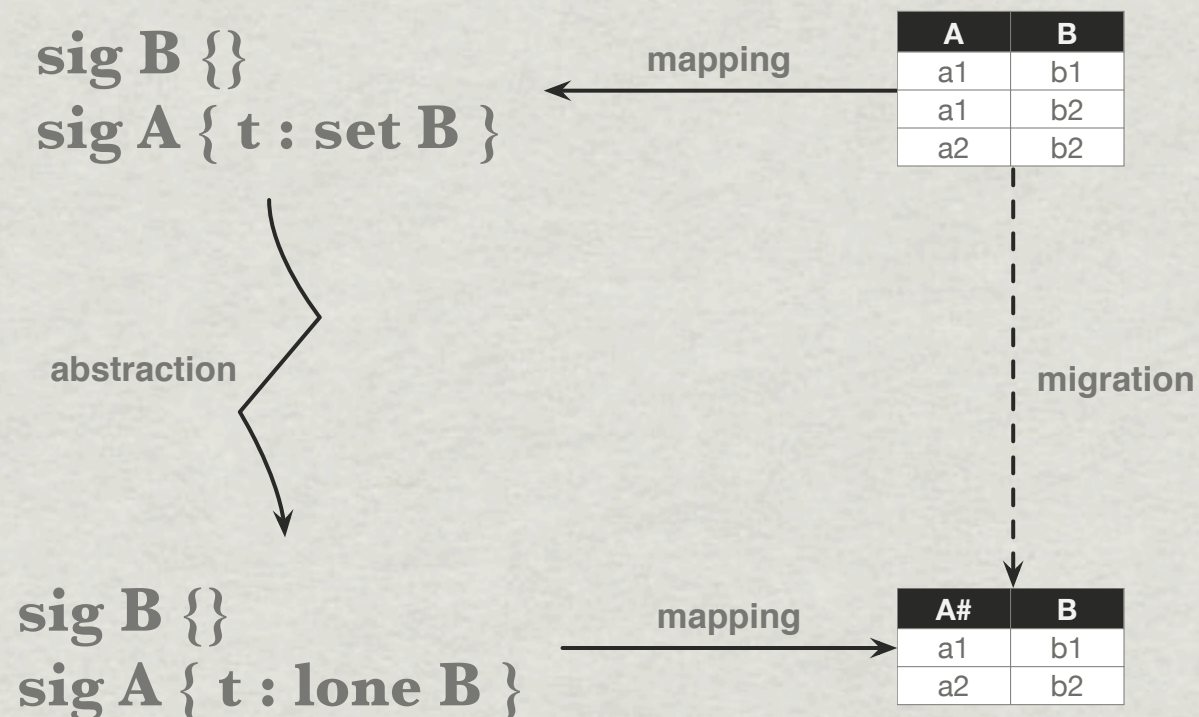 sig B {}
sig A { t : set B }
mapping
A B
a1 b1
a1 b2
a2 b2
abstraction
migration
sig B {}
sig A { t : lone B }
mapping
A# B
a1 b1
a2 b2